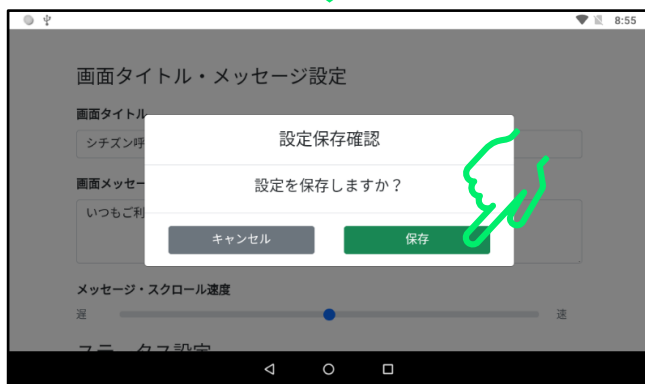 8:55
画面タイトル・メッセージ設定
画面タイトル
シチズン呼
設定保存確認
画面メッセー
設定を保存しますか？
いつもご利
キャンセル
保存
メッセージ・スクロール速度
遅
速